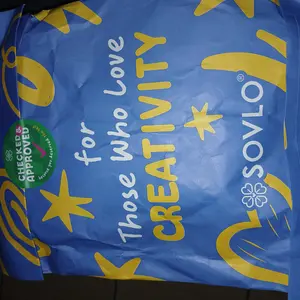 for
Those Who Love
CREATIVITY
SOVLO®
CHECKED &
APPROVED